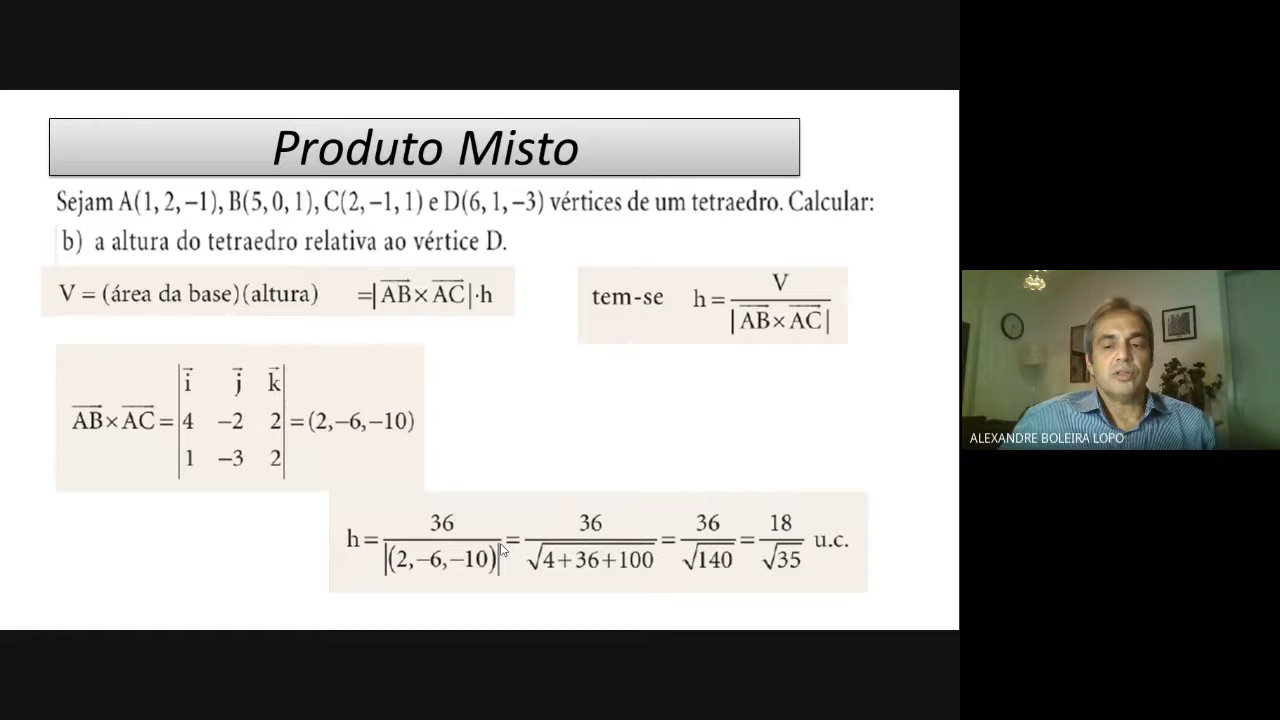 Produto Misto
Sejam A(1, 2, –1), B(5, 0, 1), C(2, –1, 1) e D(6, 1, –3) vértices de um tetraedro. Calcular:
b) a altura do tetraedro relativa ao vértice D.
V = (área da base)(altura) =|AB→×AC→|·h
tem-se h = V / |AB→×AC→|
AB→×AC→ = |i→ j→ k→|
|4 –2 2| = (2,–6,–10)
|1 –3 2|
h = 36 / |(2,–6,–10)| = 36 / √4+36+100 = 36 / √140 = 18 / √35 u.c.
ALEXANDRE BOLEIRA LOPO